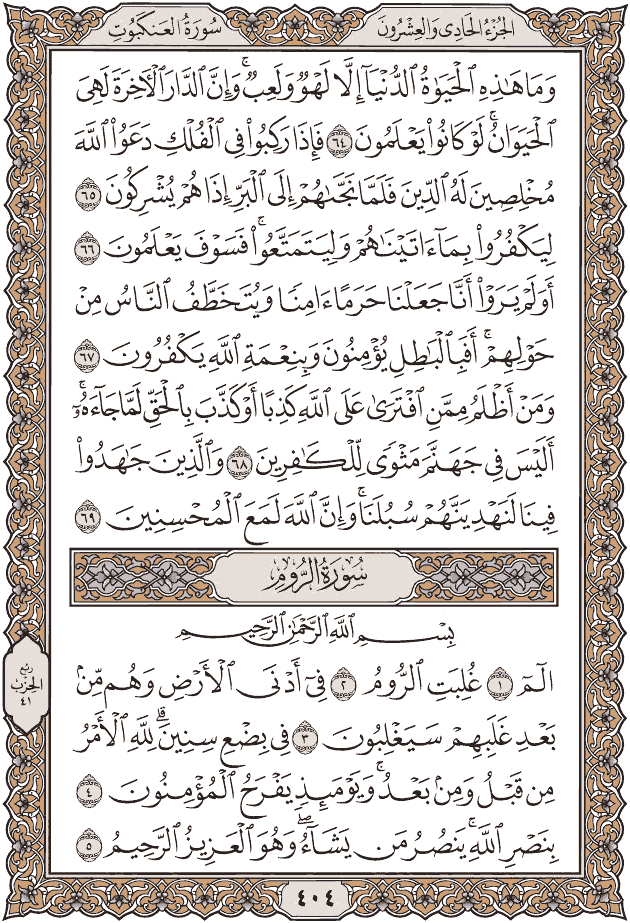 سُورَةُ العَنكَبُوتِ
الجُزْءُ الحَادِى وَالعِشْرُونَ
وَمَا هَٰذِهِ ٱلْحَيَوٰةُ ٱلدُّنْيَآ إِلَّا لَهْوٌ وَلَعِبٌ ۚ وَإِنَّ ٱلدَّارَ ٱلْءَاخِرَةَ لَهِىَ
ٱلْحَيَوَانُ ۚ لَوْ كَانُوا۟ يَعْلَمُونَ ٦٤ فَإِذَا رَكِبُوا۟ فِى ٱلْفُلْكِ دَعَوُا۟ ٱللَّهَ
مُخْلِصِينَ لَهُ ٱلدِّينَ فَلَمَّا نَجَّىٰهُمْ إِلَى ٱلْبَرِّ إِذَا هُمْ يُشْرِكُونَ ٦٥
لِيَكْفُرُوا۟ بِمَآ ءَاتَيْنَٰهُمْ وَلِيَتَمَتَّعُوا۟ ۖ فَسَوْفَ يَعْلَمُونَ ٦٦
أَوَلَمْ يَرَوْا۟ أَنَّا جَعَلْنَا حَرَمًا ءَامِنًا وَيُتَخَطَّفُ ٱلنَّاسُ مِنْ
حَوْلِهِمْ ۚ أَفَبِٱلْبَٰطِلِ يُؤْمِنُونَ وَبِنِعْمَةِ ٱللَّهِ يَكْفُرُونَ ٦٧
وَمَنْ أَظْلَمُ مِمَّنِ ٱفْتَرَىٰ عَلَى ٱللَّهِ كَذِبًا أَوْ كَذَّبَ بِٱلْحَقِّ لَمَّا جَآءَهُۥٓ ۚ
أَلَيْسَ فِى جَهَنَّمَ مَثْوًى لِّلْكَٰفِرِينَ ٦٨ وَٱلَّذِينَ جَٰهَدُوا۟
فِينَا لَنَهْدِيَنَّهُمْ سُبُلَنَا ۚ وَإِنَّ ٱللَّهَ لَمَعَ ٱلْمُحْسِنِينَ ٦٩
سُورَةُ الرُّومِ
بِسْمِ ٱللَّهِ ٱلرَّحْمَٰنِ ٱلرَّحِيمِ
الٓمٓ ١ غُلِبَتِ ٱلرُّومُ ٢ فِىٓ أَدْنَى ٱلْأَرْضِ وَهُم مِّنۢ
بَعْدِ غَلَبِهِمْ سَيَغْلِبُونَ ٣ فِى بِضْعِ سِنِينَ ۗ لِلَّهِ ٱلْأَمْرُ
مِن قَبْلُ وَمِنۢ بَعْدُ ۚ وَيَوْمَئِذٍ يَفْرَحُ ٱلْمُؤْمِنُونَ ٤
بِنَصْرِ ٱللَّهِ ۚ يَنصُرُ مَن يَشَآءُ ۖ وَهُوَ ٱلْعَزِيزُ ٱلرَّحِيمُ ٥
ربع
الحِزْبِ
٤١
٤٠٤